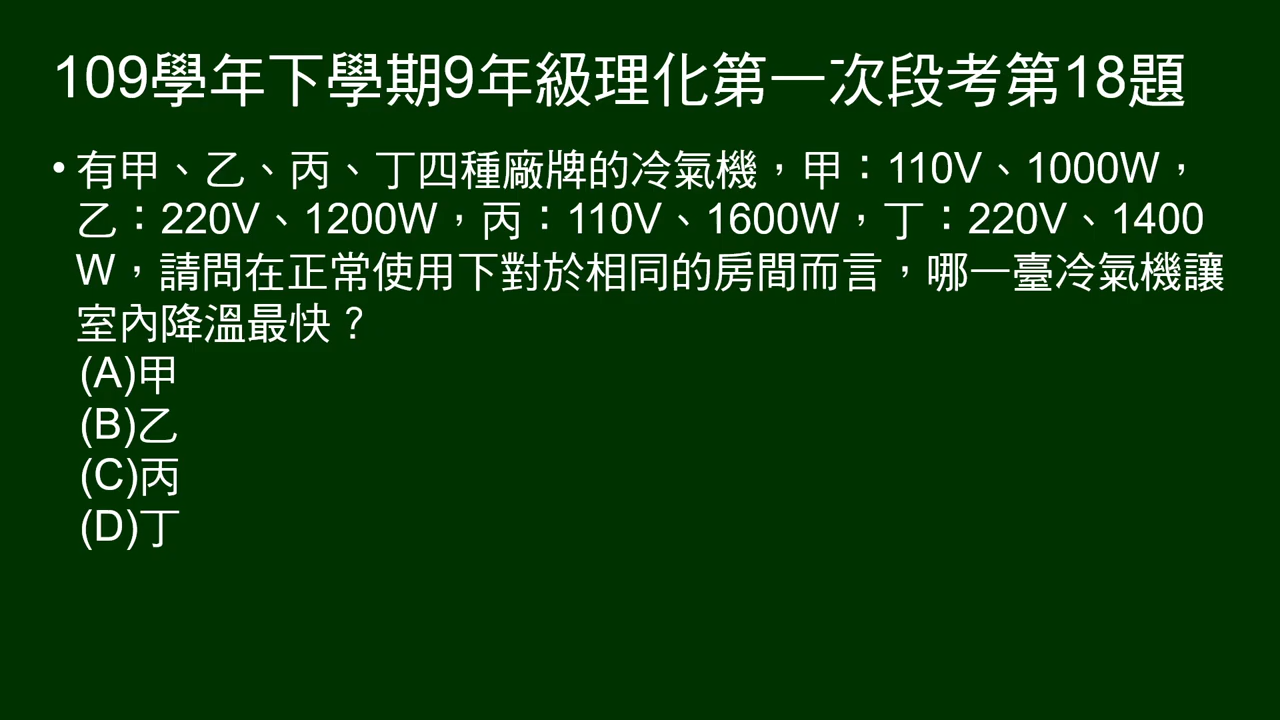 109學年下學期9年級理化第一次段考第18題
•有甲、乙、丙、丁四種廠牌的冷氣機，甲：110V、1000W，
乙：220V、1200W，丙：110V、1600W，丁：220V、1400
W，請問在正常使用下對於相同的房間而言，哪一臺冷氣機讓
室內降溫最快？
(A)甲
(B)乙
(C)丙
(D)丁